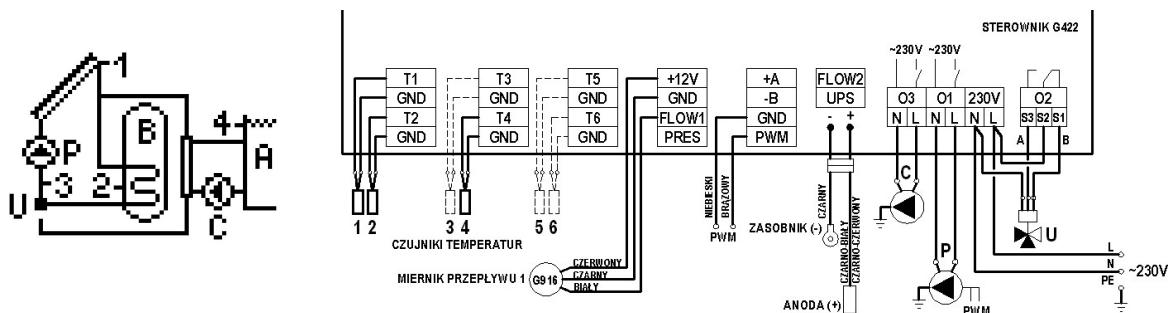 1
P
B
4
A
3
2
U
C
STEROWNIK G422
~230V ~230V
T1 T3 T5 +12V +A FLOW2 O3 O1 230V O2
GND GND GND GND -B UPS N L N L N L S3 S2 S1
T2 T4 T6 FLOW1 GND - + A B
GND GND GND PRES PWM
C
NIEBIESKI
BRĄZOWY
CZARNY
1 2 3 4 5 6
PWM
ZASOBNIK (-)
CZARNO-BIAŁY
CZARNO-CZERWONY
U
CZUJNIKI TEMPERATUR
P
L
CZERWONY
N
~230V
MIERNIK PRZEPŁYWU 1
G916
CZARNY
BIAŁY
PE
ANODA (+)
PWM